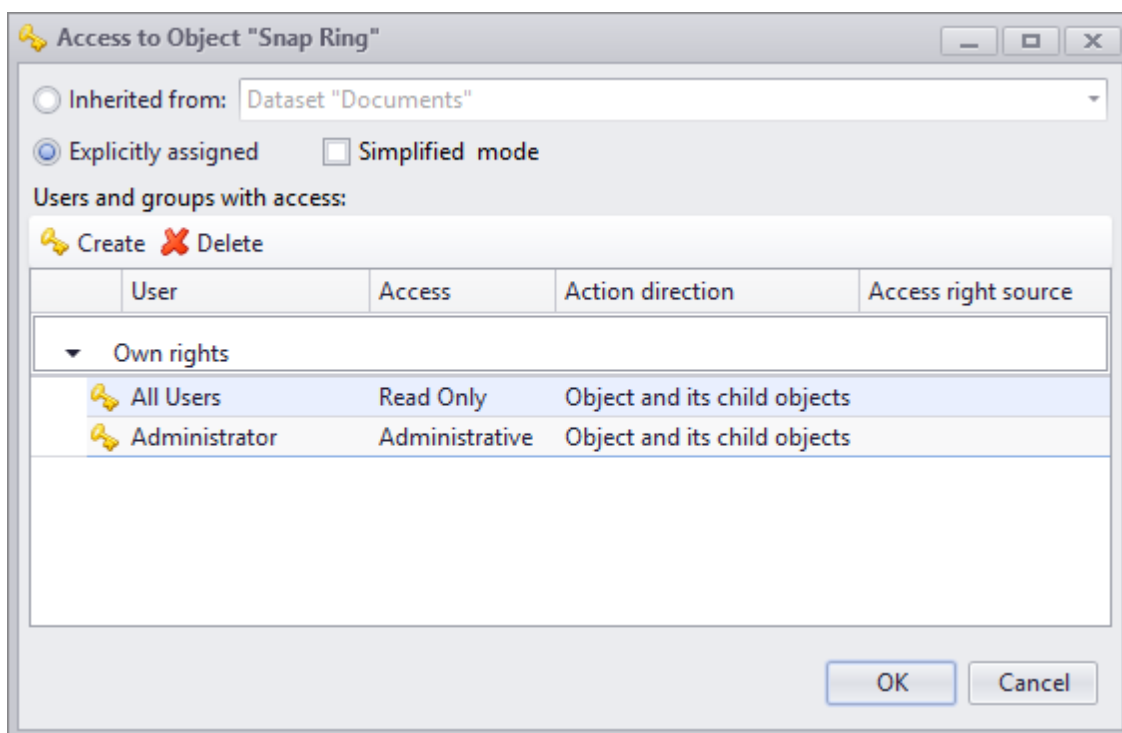 Access to Object "Snap Ring"
Inherited from: Dataset "Documents"
Explicitly assigned Simplified mode
Users and groups with access:
Create Delete
User Access Action direction Access right source
Own rights
All Users Read Only Object and its child objects
Administrator Administrative Object and its child objects
OK Cancel